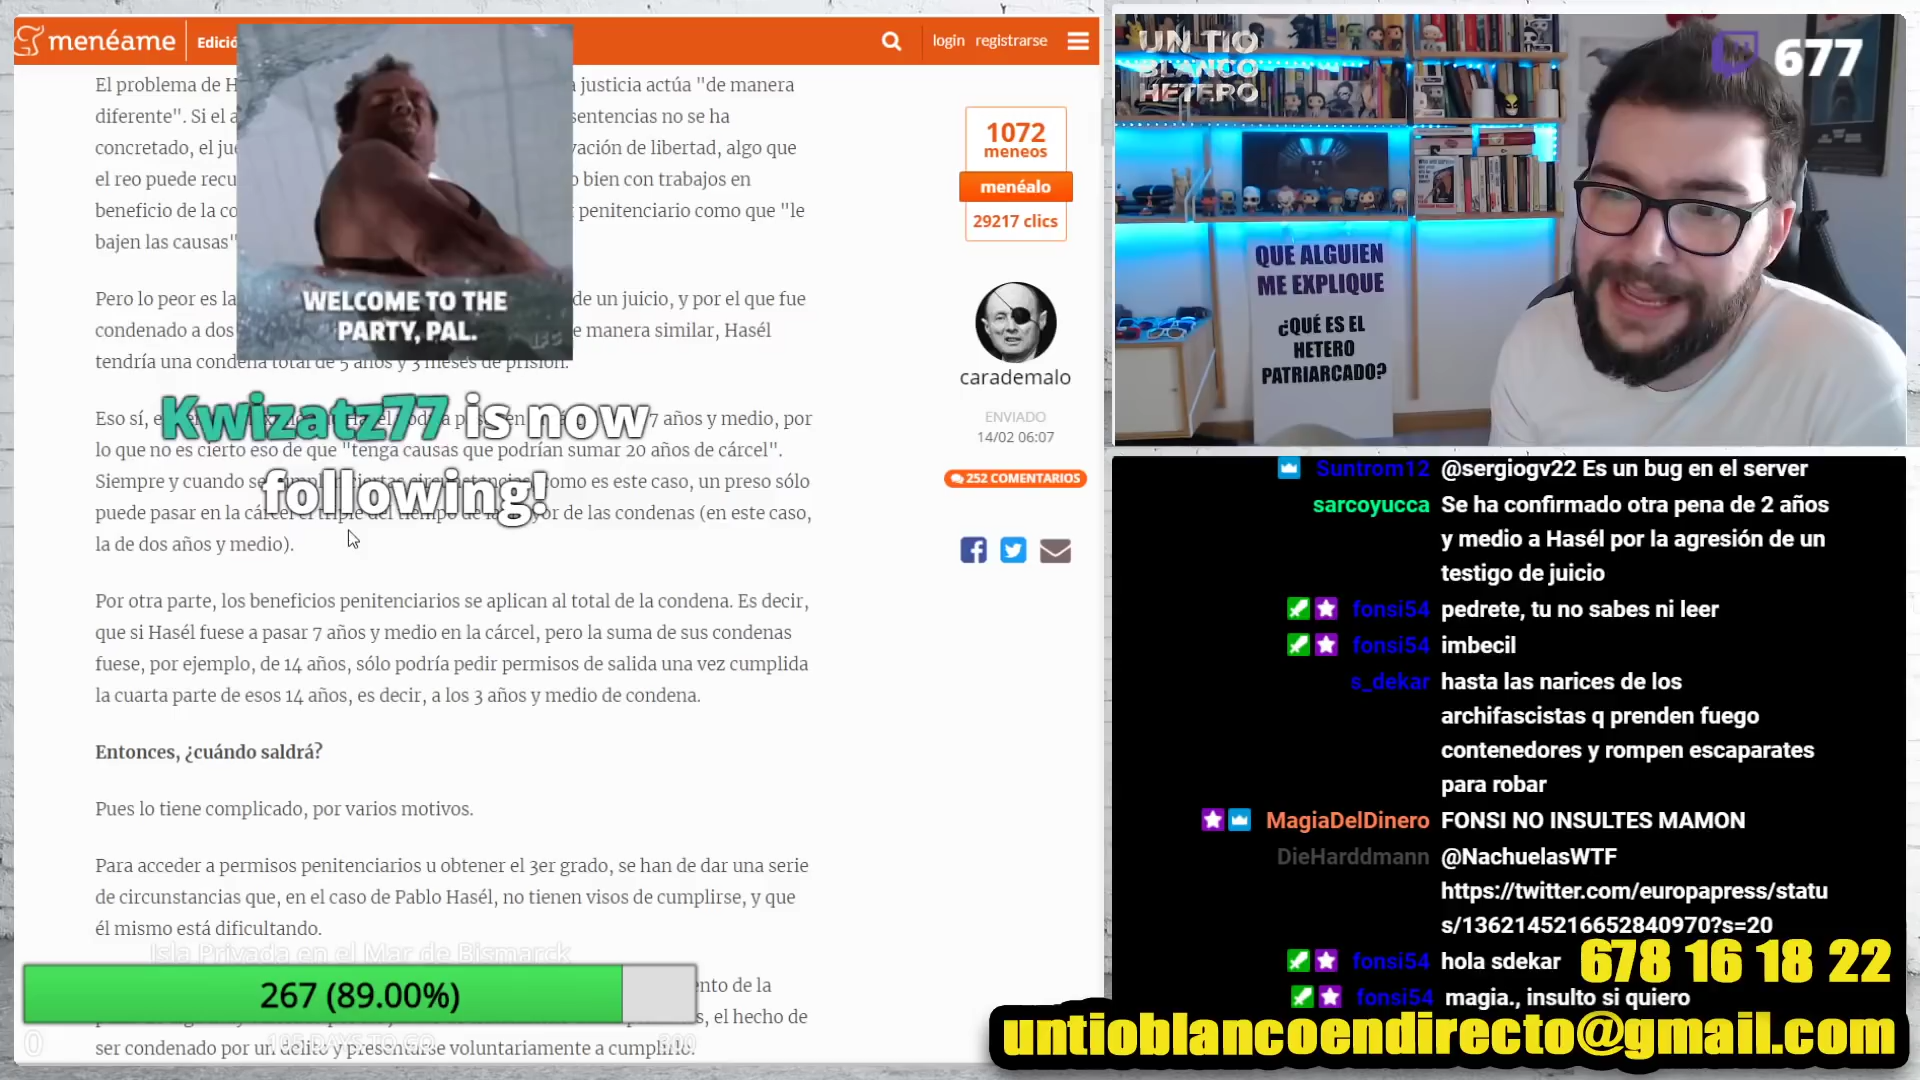 menéame
Edició
login registrarse
El problema de H
a justicia actúa "de manera
diferente". Si el a
sentencias no se ha
concretado, el jue
vación de libertad, algo que
el reo puede recu
o bien con trabajos en
beneficio de la co
penitenciario como que "le
bajen las causas"
Pero lo peor es la
de un juicio, y por el que fue
condenado a dos
e manera similar, Hasél
tendría una condena total de 5 años y 3 meses de prisión.
WELCOME TO THE
PARTY, PAL.
Kwizatz77 is now
following!
Eso sí, e
7 años y medio, por
lo que no es cierto eso de que "tenga causas que podrían sumar 20 años de cárcel".
Siempre y cuando se
como es este caso, un preso sólo
puede pasar en la cárcel el triple del tiempo de la
de las condenas (en este caso,
la de dos años y medio).
Por otra parte, los beneficios penitenciarios se aplican al total de la condena. Es decir,
que si Hasél fuese a pasar 7 años y medio en la cárcel, pero la suma de sus condenas
fuese, por ejemplo, de 14 años, sólo podría pedir permisos de salida una vez cumplida
la cuarta parte de esos 14 años, es decir, a los 3 años y medio de condena.
Entonces, ¿cuándo saldrá?
Pues lo tiene complicado, por varios motivos.
Para acceder a permisos penitenciarios u obtener el 3er grado, se han de dar una serie
de circunstancias que, en el caso de Pablo Hasél, no tienen visos de cumplirse, y que
él mismo está dificultando.
Isla Privada en el Mar de Bismarck
267 (89.00%)
0
300
nto de la
, el hecho de
ser condenado por un delito y presentarse voluntariamente a cumplirlo.
1072
meneos
menéalo
29217 clics
carademalo
ENVIADO
14/02 06:07
252 COMENTARIOS
UN TIO
BLANCO
HETERO
677
QUE ALGUIEN
ME EXPLIQUE
¿QUÉ ES EL
HETERO
PATRIARCADO?
Suntrom12 @sergiogv22 Es un bug en el server
sarcoyucca Se ha confirmado otra pena de 2 años
y medio a Hasél por la agresión de un
testigo de juicio
fonsi54 pedrete, tu no sabes ni leer
fonsi54 imbecil
s_dekar hasta las narices de los
archifascistas q prenden fuego
contenedores y rompen escaparates
para robar
MagiaDelDinero FONSI NO INSULTES MAMON
DieHarddmann @NachuelasWTF
https://twitter.com/europapress/statu
s/1362145216652840970?s=20
fonsi54 hola sdekar
fonsi54 magia., insulto si quiero
678 16 18 22
untioblancoendirecto@gmail.com